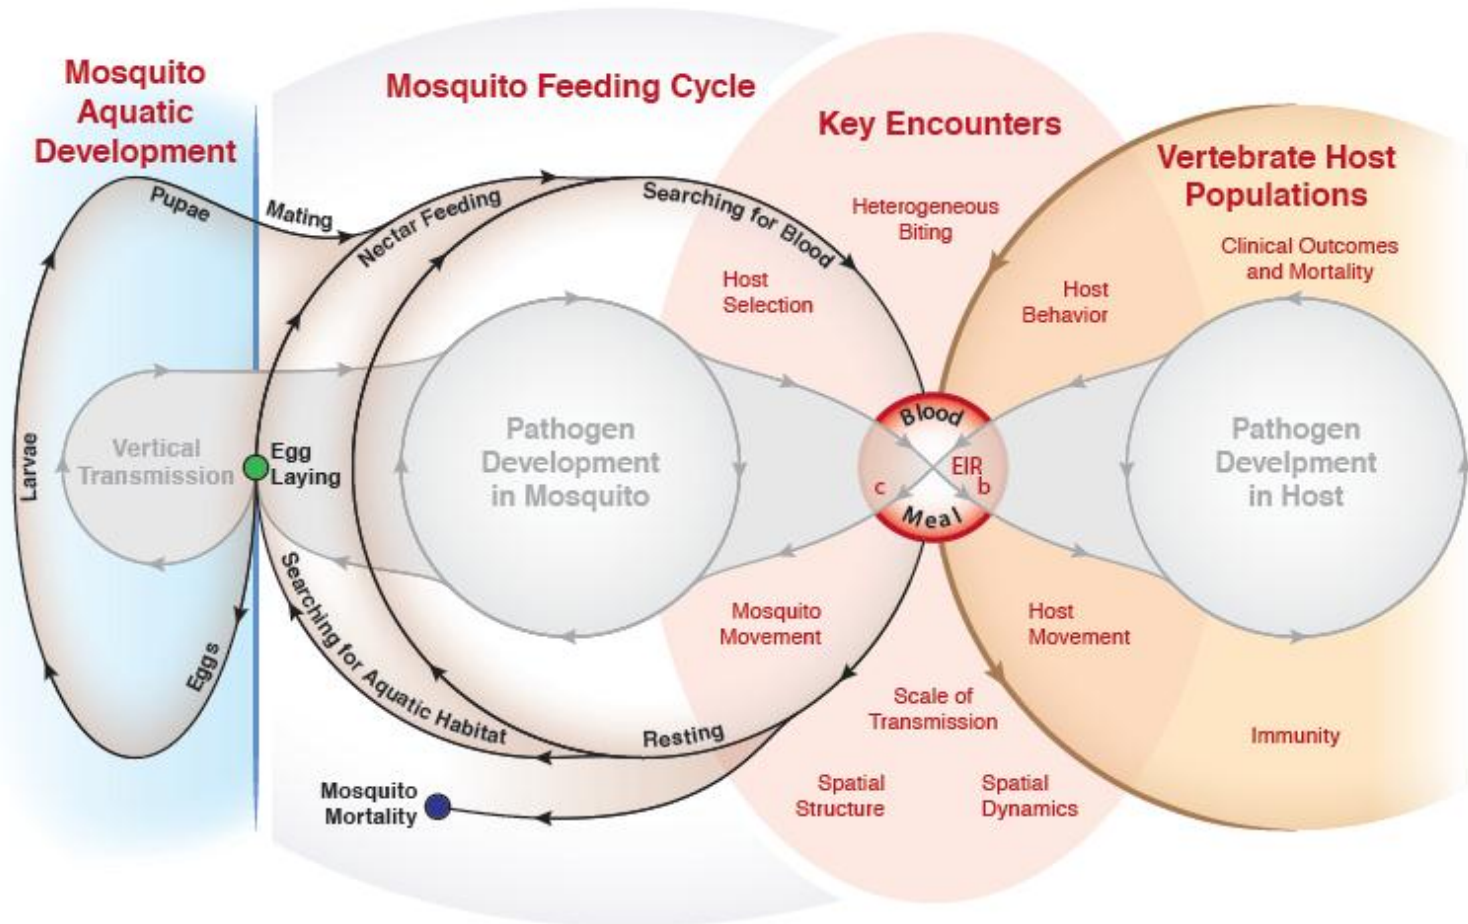 Mosquito
Aquatic
Development
Mosquito Feeding Cycle
Key Encounters
Vertebrate Host
Populations
Pupae
Mating
Nectar Feeding
Searching for Blood
Heterogeneous
Biting
Clinical Outcomes
and Mortality
Host
Selection
Host
Behavior
Larvae
Vertical
Transmission
Egg
Laying
Pathogen
Development
in Mosquito
Blood
EIR
c
b
Meal
Pathogen
Develpment
in Host
Eggs
Searching for Aquatic Habitat
Resting
Mosquito
Movement
Host
Movement
Scale of
Transmission
Immunity
Mosquito
Mortality
Spatial
Structure
Spatial
Dynamics